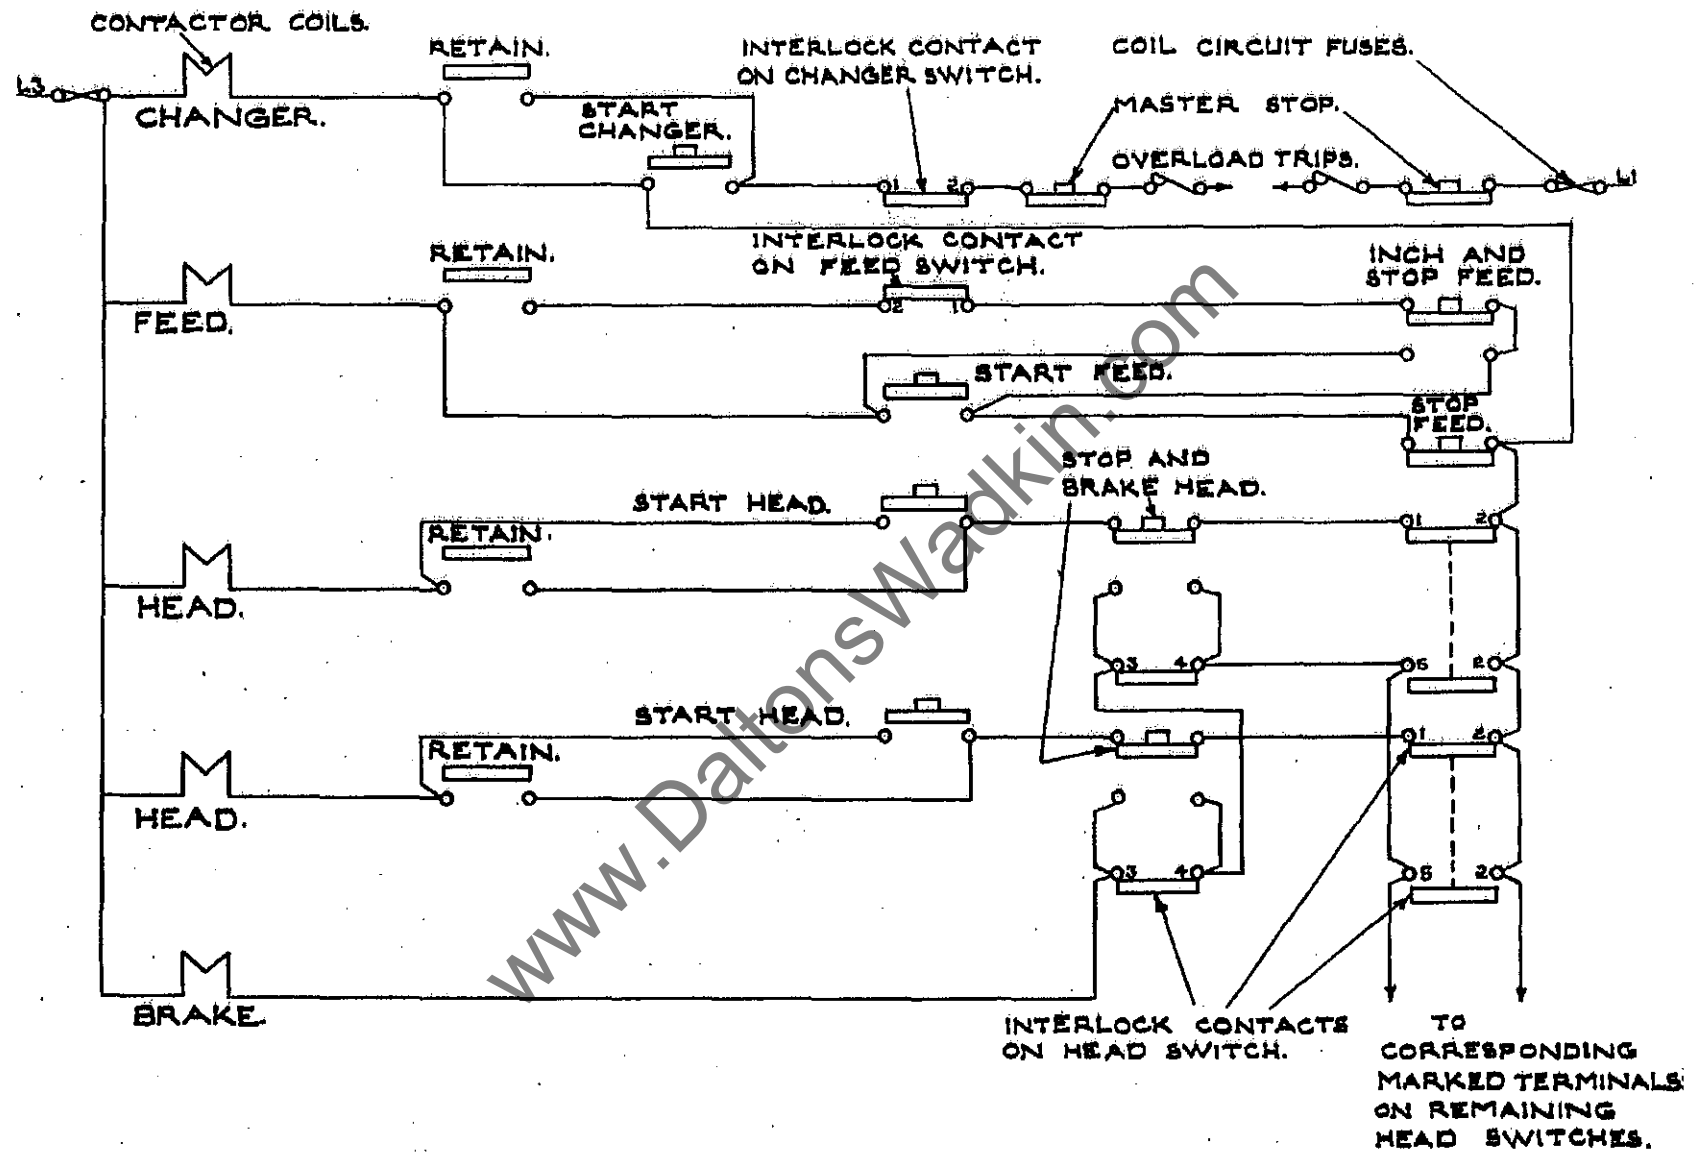 CONTACTOR COILS.
L3
CHANGER.
RETAIN.
START
CHANGER.
INTERLOCK CONTACT
ON CHANGER SWITCH.
COIL CIRCUIT FUSES.
MASTER STOP.
OVERLOAD TRIPS.
1 2
L1
FEED.
RETAIN.
INTERLOCK CONTACT
ON FEED SWITCH.
2 1
INCH AND
STOP FEED.
START FEED.
STOP
FEED.
STOP AND
BRAKE HEAD.
START HEAD.
RETAIN.
HEAD.
1 2
3 4
5 2
START HEAD.
RETAIN.
HEAD.
1 2
3 4
5 2
BRAKE.
INTERLOCK CONTACTS
ON HEAD SWITCH.
TO
CORRESPONDING
MARKED TERMINALS
ON REMAINING
HEAD SWITCHES.
www.DaltonsWadkin.com